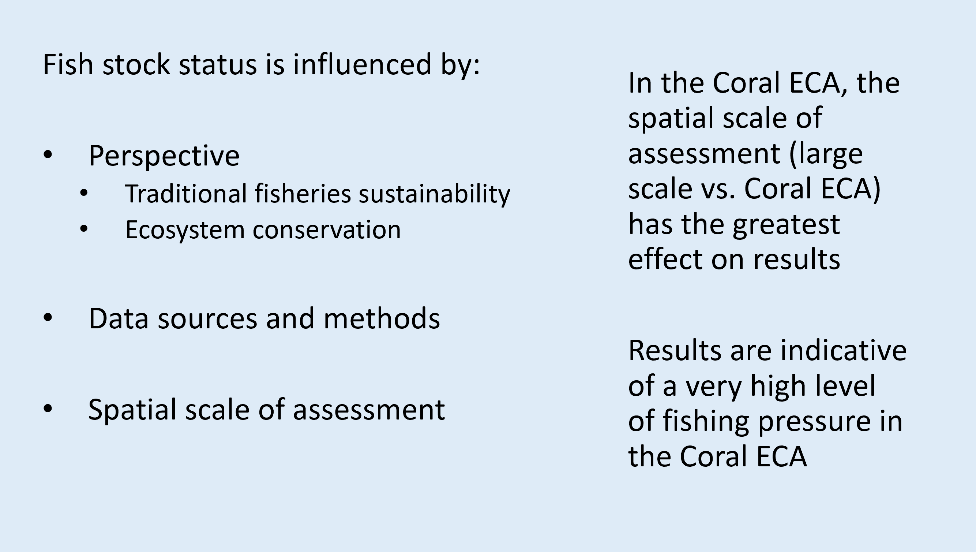 Fish stock status is influenced by:
• Perspective
• Traditional fisheries sustainability
• Ecosystem conservation
• Data sources and methods
• Spatial scale of assessment
In the Coral ECA, the
spatial scale of
assessment (large
scale vs. Coral ECA)
has the greatest
effect on results
Results are indicative
of a very high level
of fishing pressure in
the Coral ECA